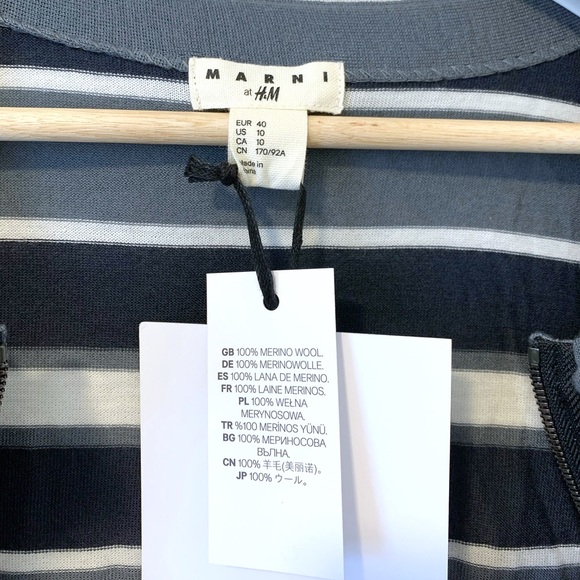 MARNI
at H&M
EUR 40
US 10
CA 10
CN 170/92A
Made in
China
GB 100% MERINO WOOL.
DE 100% MERINOWOLLE.
ES 100% LANA DE MERINO.
FR 100% LAINE MERINOS.
PL 100% WEŁNA
MERYNOSOWA.
TR %100 MERİNOS YÜNÜ.
BG 100% МЕРИНОСОВА
ВЪЛНА.
CN 100% 羊毛(美丽诺)。
JP 100% ウール。